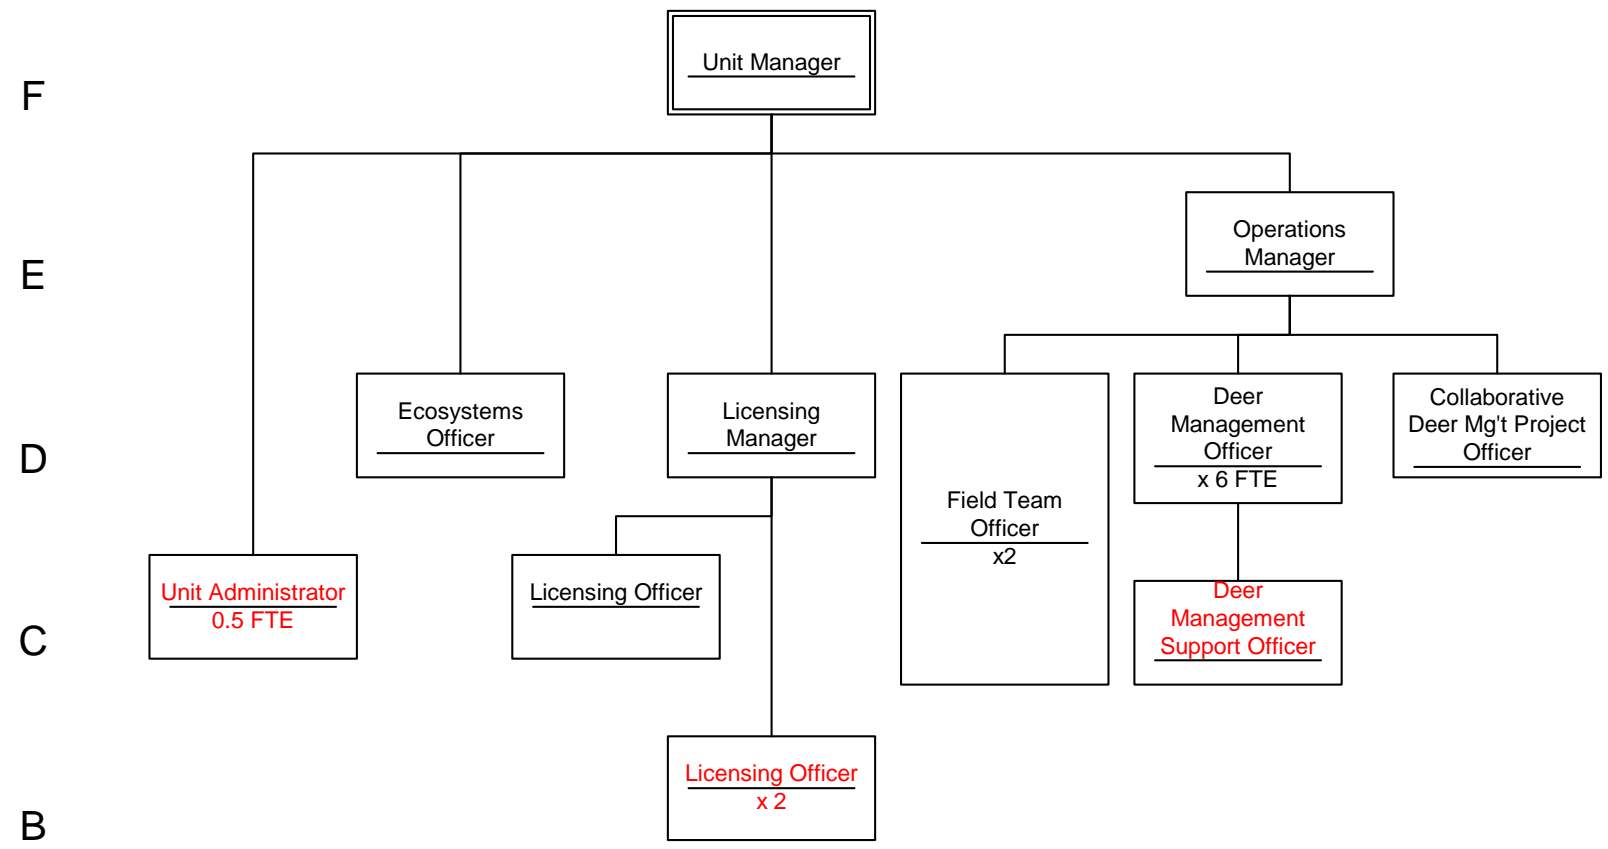 F
Unit Manager
E
Operations
Manager
D
Ecosystems
Officer
Licensing
Manager
Field Team
Officer
x2
Deer
Management
Officer
x 6 FTE
Collaborative
Deer Mg't Project
Officer
C
Unit Administrator
0.5 FTE
Licensing Officer
Deer
Management
Support Officer
B
Licensing Officer
x 2